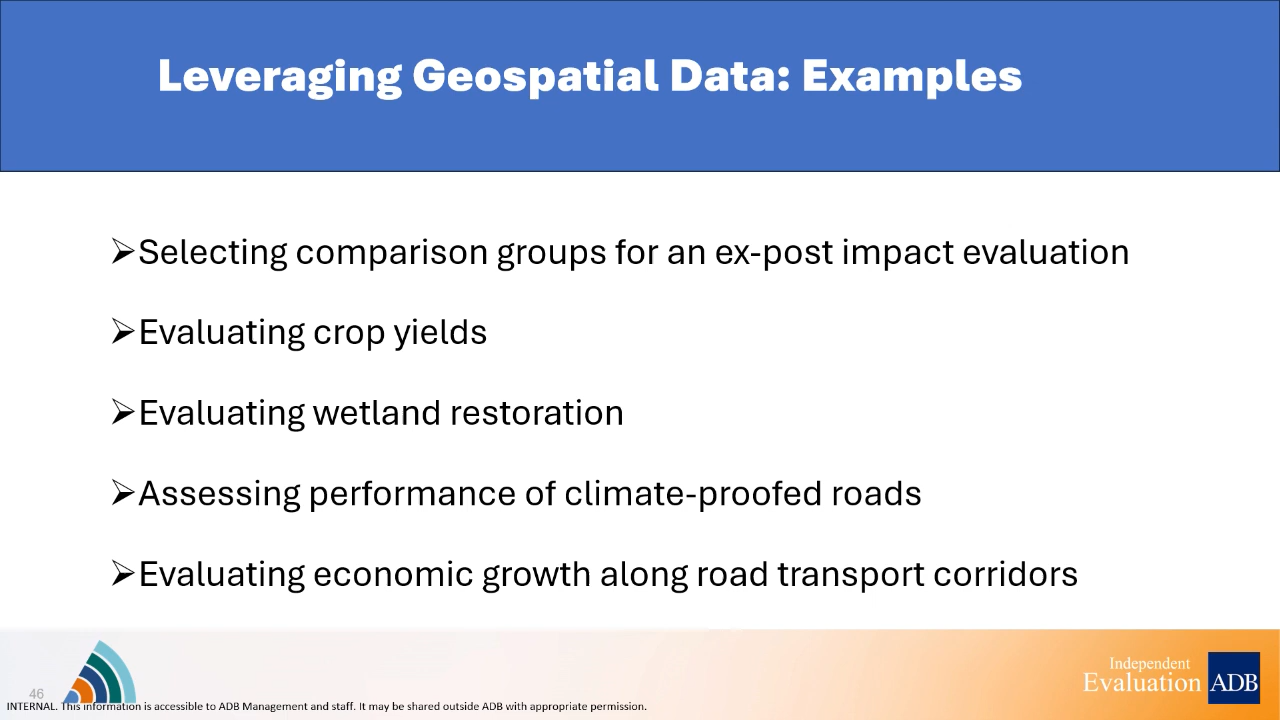 Leveraging Geospatial Data: Examples
➢Selecting comparison groups for an ex-post impact evaluation
➢Evaluating crop yields
➢Evaluating wetland restoration
➢Assessing performance of climate-proofed roads
➢Evaluating economic growth along road transport corridors
46
INTERNAL. This information is accessible to ADB Management and staff. It may be shared outside ADB with appropriate permission.
Independent
Evaluation ADB